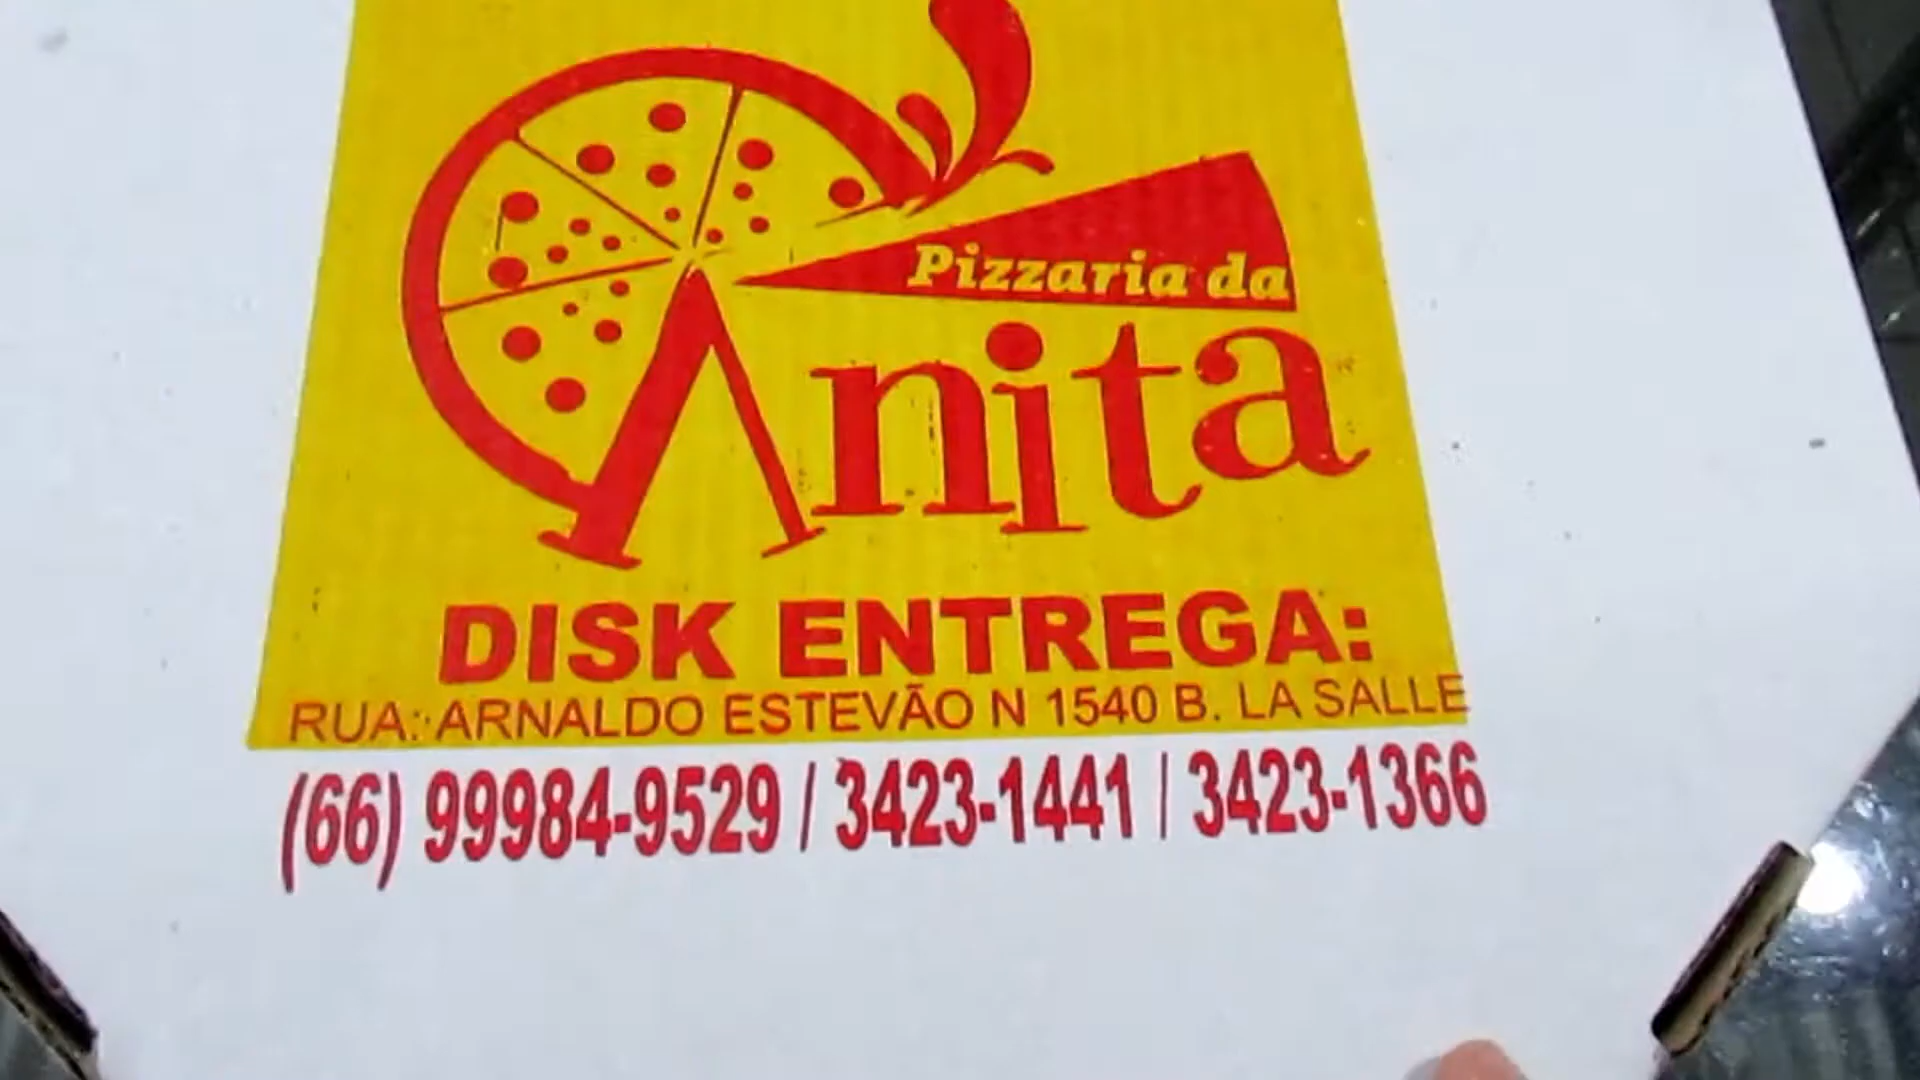 Pizzaria da
Anita
DISK ENTREGA:
RUA: ARNALDO ESTEVÃO N 1540 B. LA SALLE
(66) 99984-9529 / 3423-1441 / 3423-1366